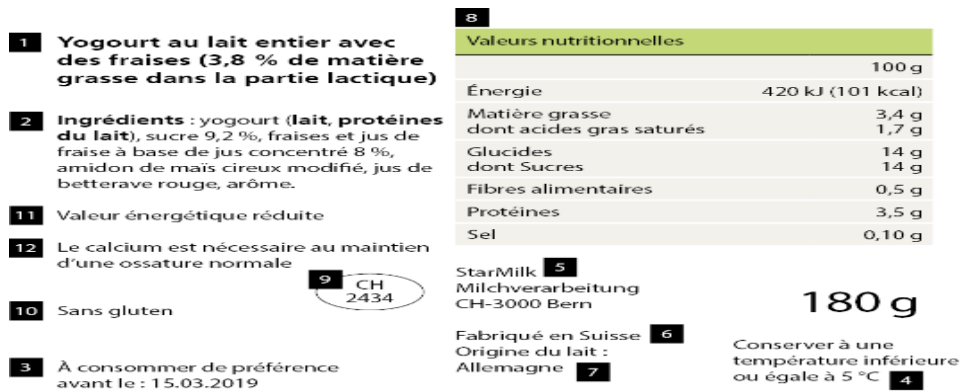 1 Yogourt au lait entier avec
des fraises (3,8 % de matière
grasse dans la partie lactique)
2 Ingrédients : yogourt (lait, protéines
du lait), sucre 9,2 %, fraises et jus de
fraise à base de jus concentré 8 %,
amidon de maïs cireux modifié, jus de
betterave rouge, arôme.
11 Valeur énergétique réduite
12 Le calcium est nécessaire au maintien
d'une ossature normale
9 CH
2434
10 Sans gluten
3 À consommer de préférence
avant le : 15.03.2019
8
Valeurs nutritionnelles
100 g
Énergie 420 kJ (101 kcal)
Matière grasse 3,4 g
dont acides gras saturés 1,7 g
Glucides 14 g
dont Sucres 14 g
Fibres alimentaires 0,5 g
Protéines 3,5 g
Sel 0,10 g
StarMilk 5
Milchverarbeitung
CH-3000 Bern
180 g
Fabriqué en Suisse 6
Origine du lait :
Allemagne 7
Conserver à une
température inférieure
ou égale à 5 °C 4